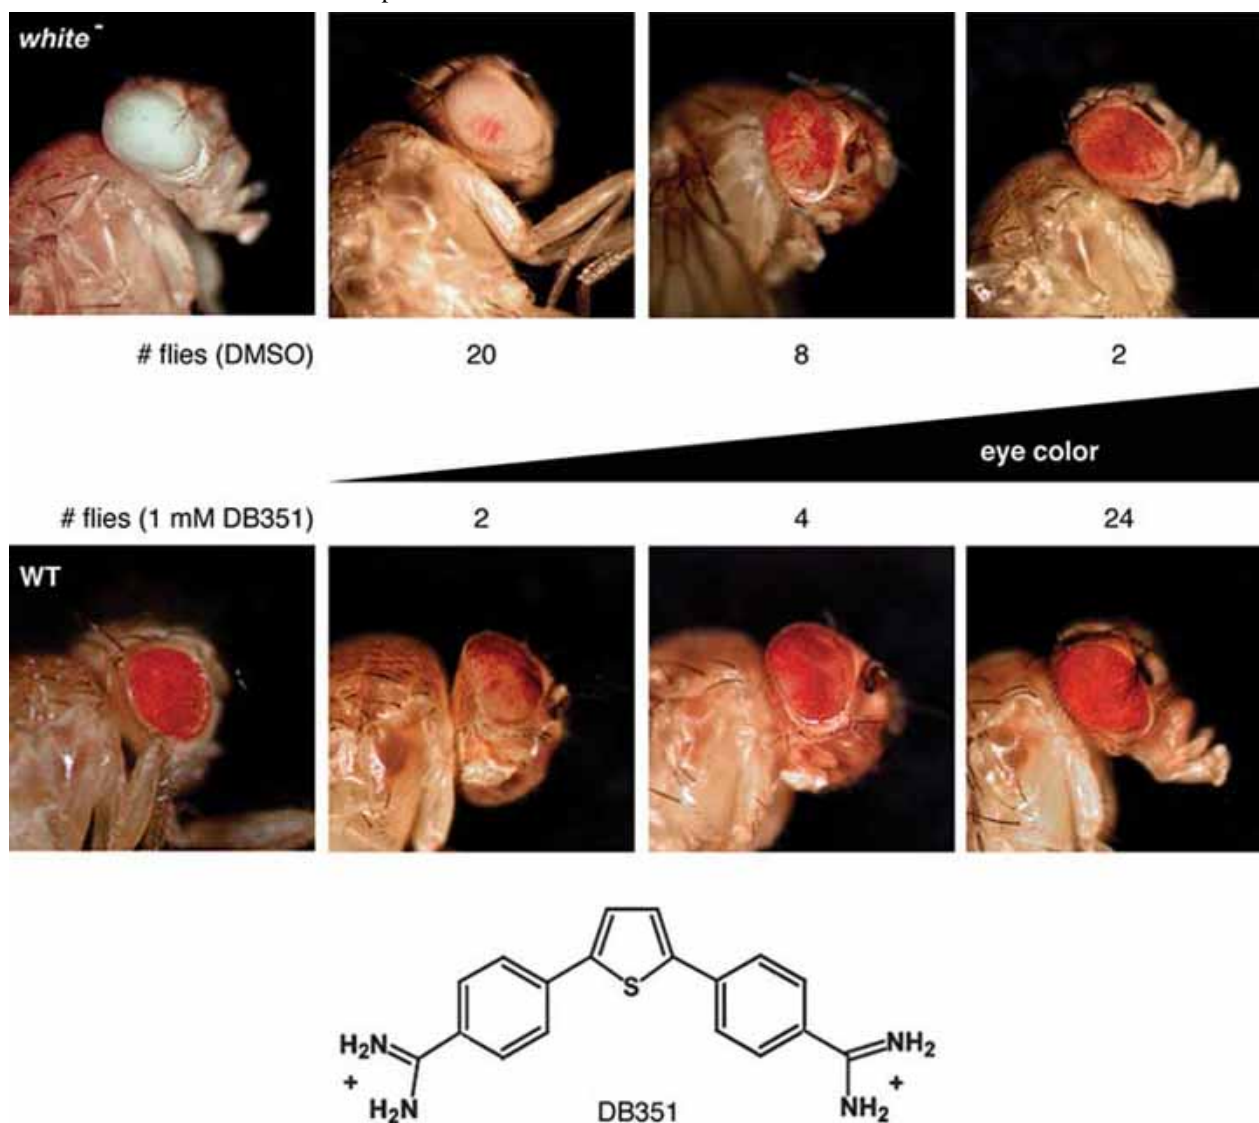 white-
# flies (DMSO) 20 8 2
eye color
# flies (1 mM DB351) 2 4 24
WT
S
H2N NH2
+ +
H2N NH2
DB351